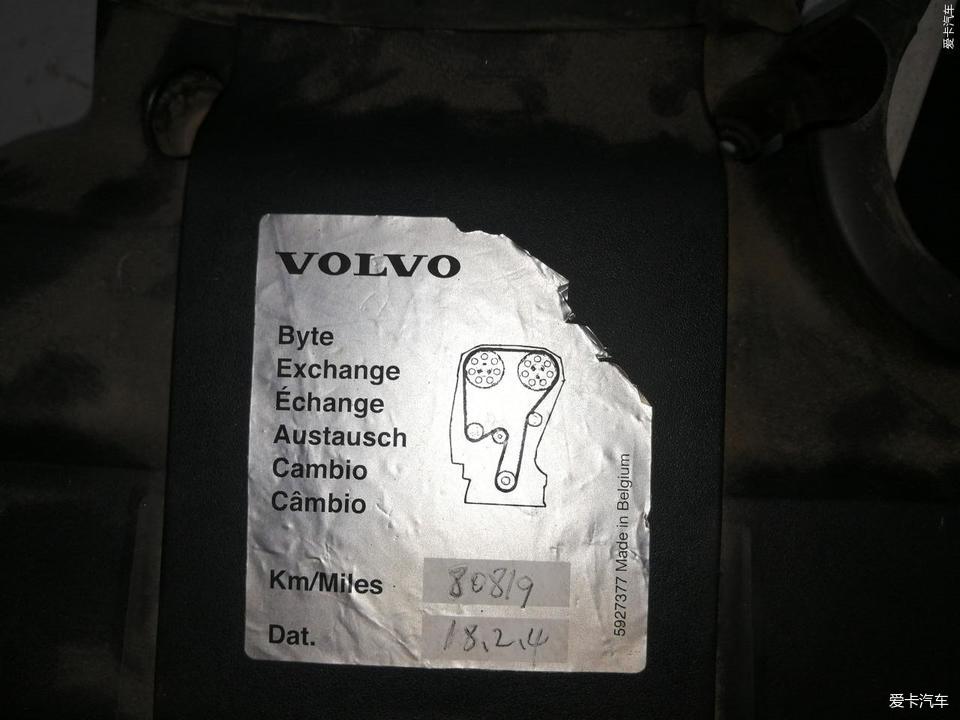 爱卡汽车
VOLVO
Byte
Exchange
Échange
Austausch
Cambio
Câmbio
Km/Miles 80819
Dat. 18.2.4
5927377 Made in Belgium
爱卡汽车